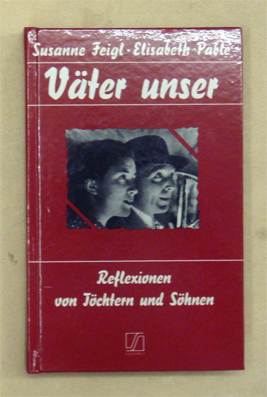 Susanne Feigl · Elisabeth Pable
Väter unser
Reflexionen
von Töchtern und Söhnen